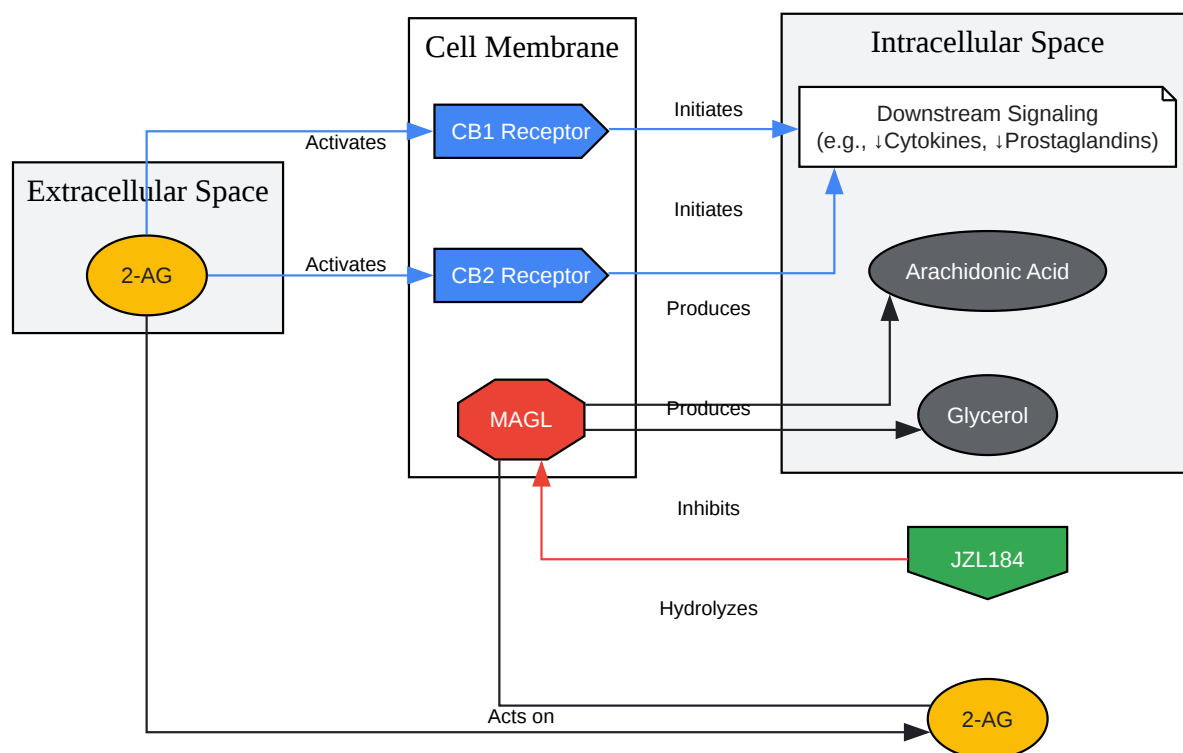 Cell Membrane
Intracellular Space
CB1 Receptor
Initiates
Downstream Signaling
(e.g., ↓Cytokines, ↓Prostaglandins)
Activates
Extracellular Space
Initiates
2-AG
Activates
CB2 Receptor
Arachidonic Acid
Produces
MAGL
Produces
Glycerol
Inhibits
JZL184
Hydrolyzes
Acts on
2-AG